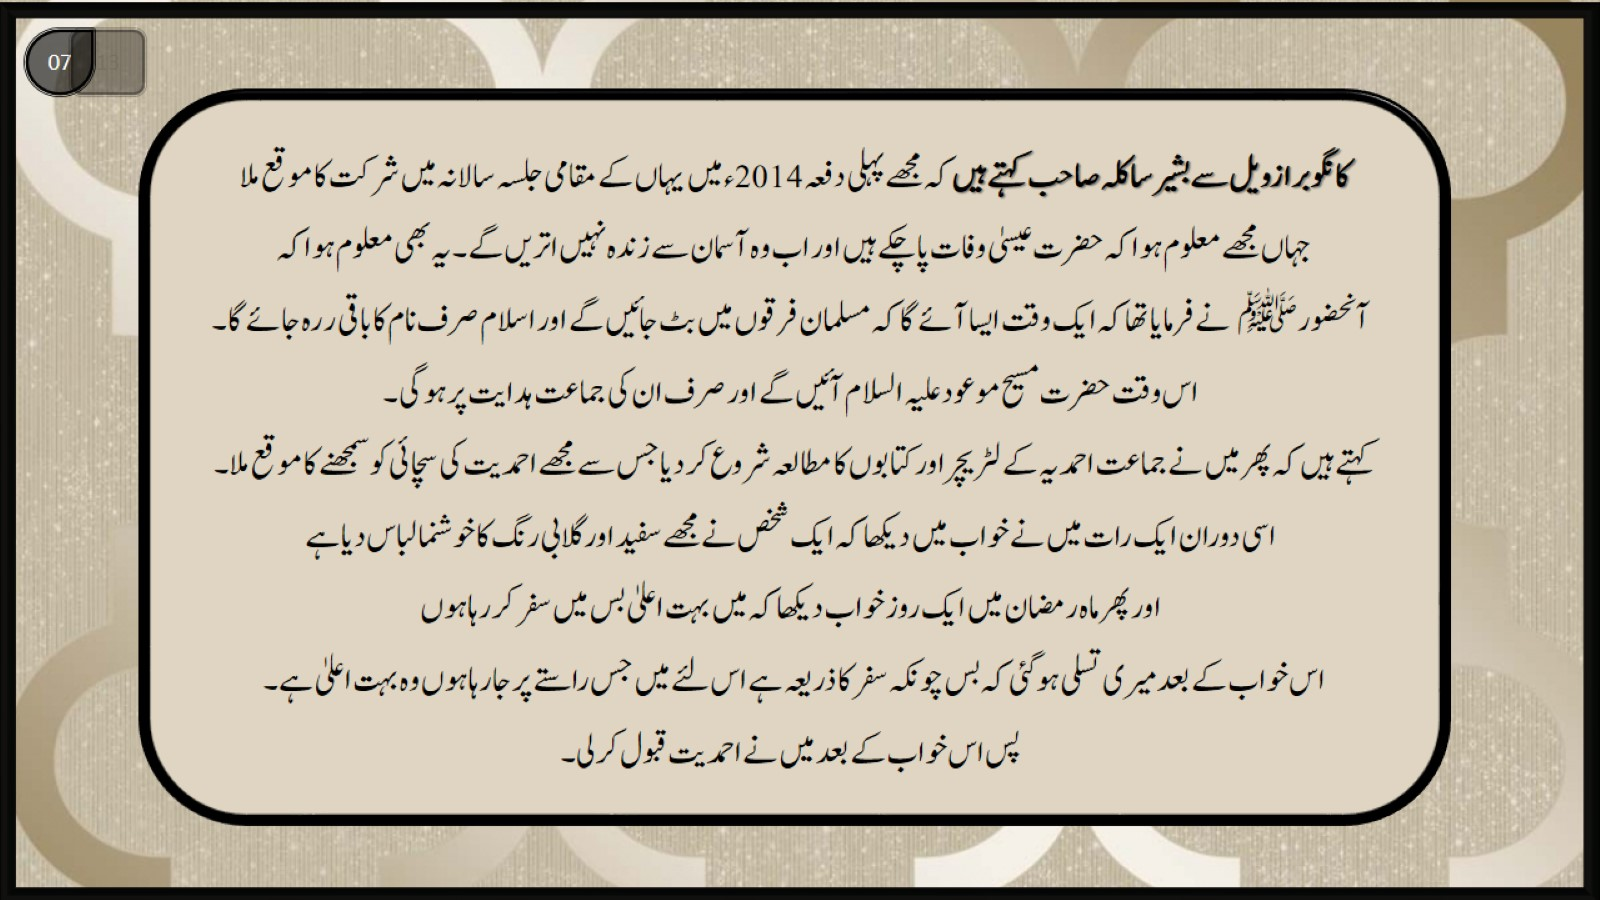 07
کانگو برازویل سے بشیر ساکلہ صاحب کہتے ہیں کہ مجھے پہلی دفعہ 2014ء میں یہاں کے مقامی جلسہ سالانہ میں شرکت کا موقع ملا
جہاں مجھے معلوم ہوا کہ حضرت عیسیٰ وفات پا چکے ہیں اور اب وہ آسمان سے زندہ نہیں اتریں گے۔ یہ بھی معلوم ہوا کہ
آنحضور ﷺ نے فرمایا تھا کہ ایک وقت ایسا آئے گا کہ مسلمان فرقوں میں بٹ جائیں گے اور اسلام صرف نام کا باقی ررہ جائے گا۔
اس وقت حضرت مسیح موعود علیہ السلام آئیں گے اور صرف ان کی جماعت ہدایت پر ہو گی۔
کہتے ہیں کہ پھر میں نے جماعت احمدیہ کے لٹریچر اور کتابوں کا مطالعہ شروع کر دیا جس سے مجھے احمدیت کی سچائی کو سمجھنے کا موقع ملا۔
اسی دوران ایک رات میں نے خواب میں دیکھا کہ ایک شخص نے مجھے سفید اور گلابی رنگ کا خوشنما لباس دیا ہے
اور پھر ماہ رمضان میں ایک روز خواب دیکھا کہ میں بہت اعلیٰ بس میں سفر کر رہا ہوں
اس خواب کے بعد میری تسلی ہو گئی کہ بس چونکہ سفر کا ذریعہ ہے اس لئے میں جس راستے پر جا رہا ہوں وہ بہت اعلیٰ ہے۔
پس اس خواب کے بعد میں نے احمدیت قبول کر لی۔